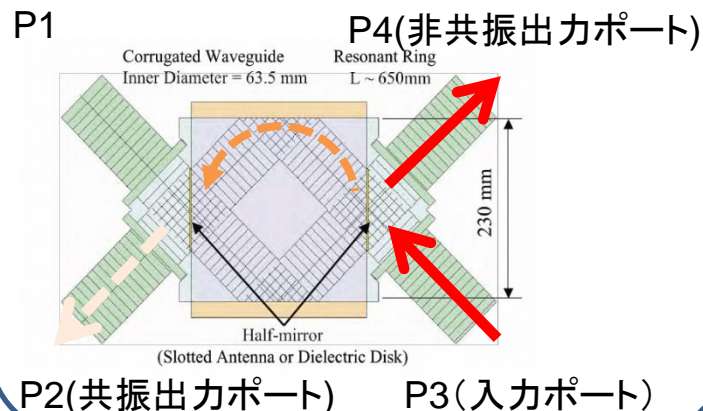 P1
P4(非共振出力ポート)
Corrugated Waveguide
Inner Diameter = 63.5 mm
Resonant Ring
L ~ 650mm
230 mm
Half-mirror
(Slotted Antenna or Dielectric Disk)
P2(共振出力ポート)
P3（入力ポート）